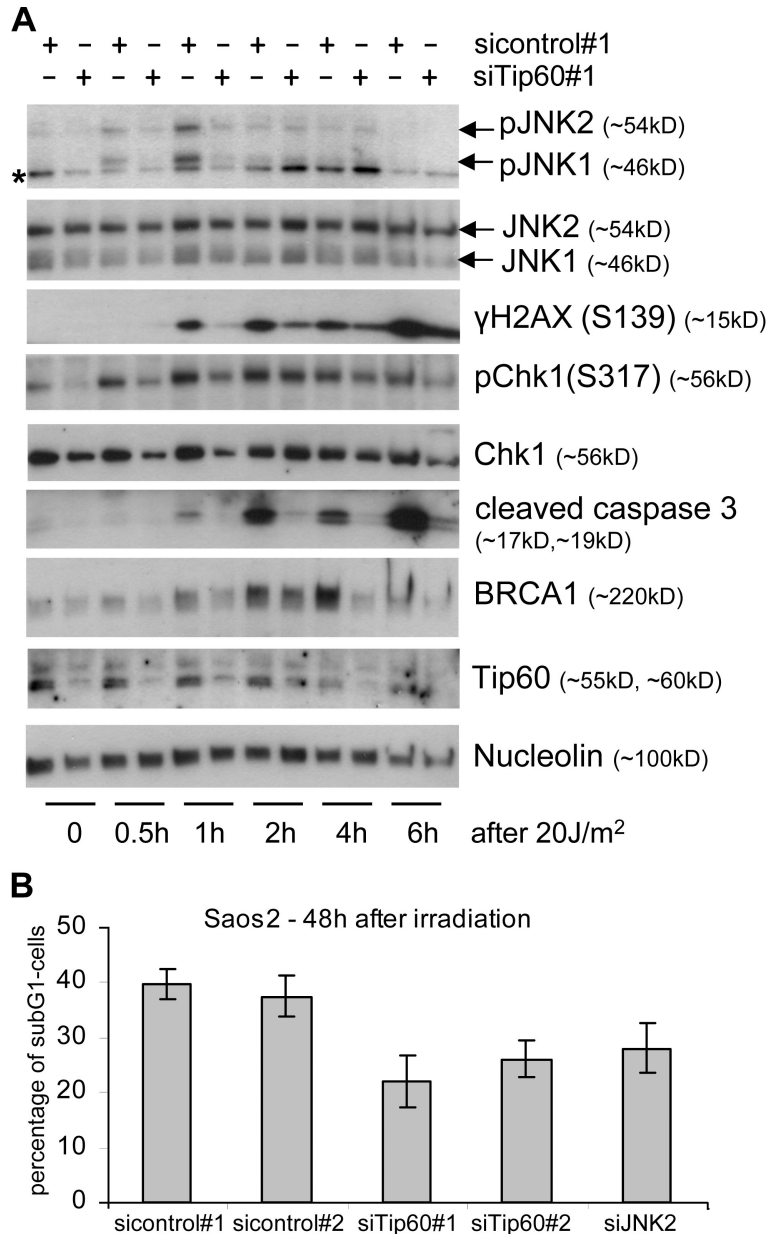 A
+ – + – + – + – + – + – sicontrol#1
– + – + – + – + – + – + siTip60#1
pJNK2 (~54kD)
* pJNK1 (~46kD)
JNK2 (~54kD)
JNK1 (~46kD)
γH2AX (S139) (~15kD)
pChk1(S317) (~56kD)
Chk1 (~56kD)
cleaved caspase 3
(~17kD,~19kD)
BRCA1 (~220kD)
Tip60 (~55kD, ~60kD)
Nucleolin (~100kD)
0 0.5h 1h 2h 4h 6h after 20J/m²
B
Saos2 - 48h after irradiation
percentage of subG1-cells
50
40
30
20
10
0
sicontrol#1 sicontrol#2 siTip60#1 siTip60#2 siJNK2